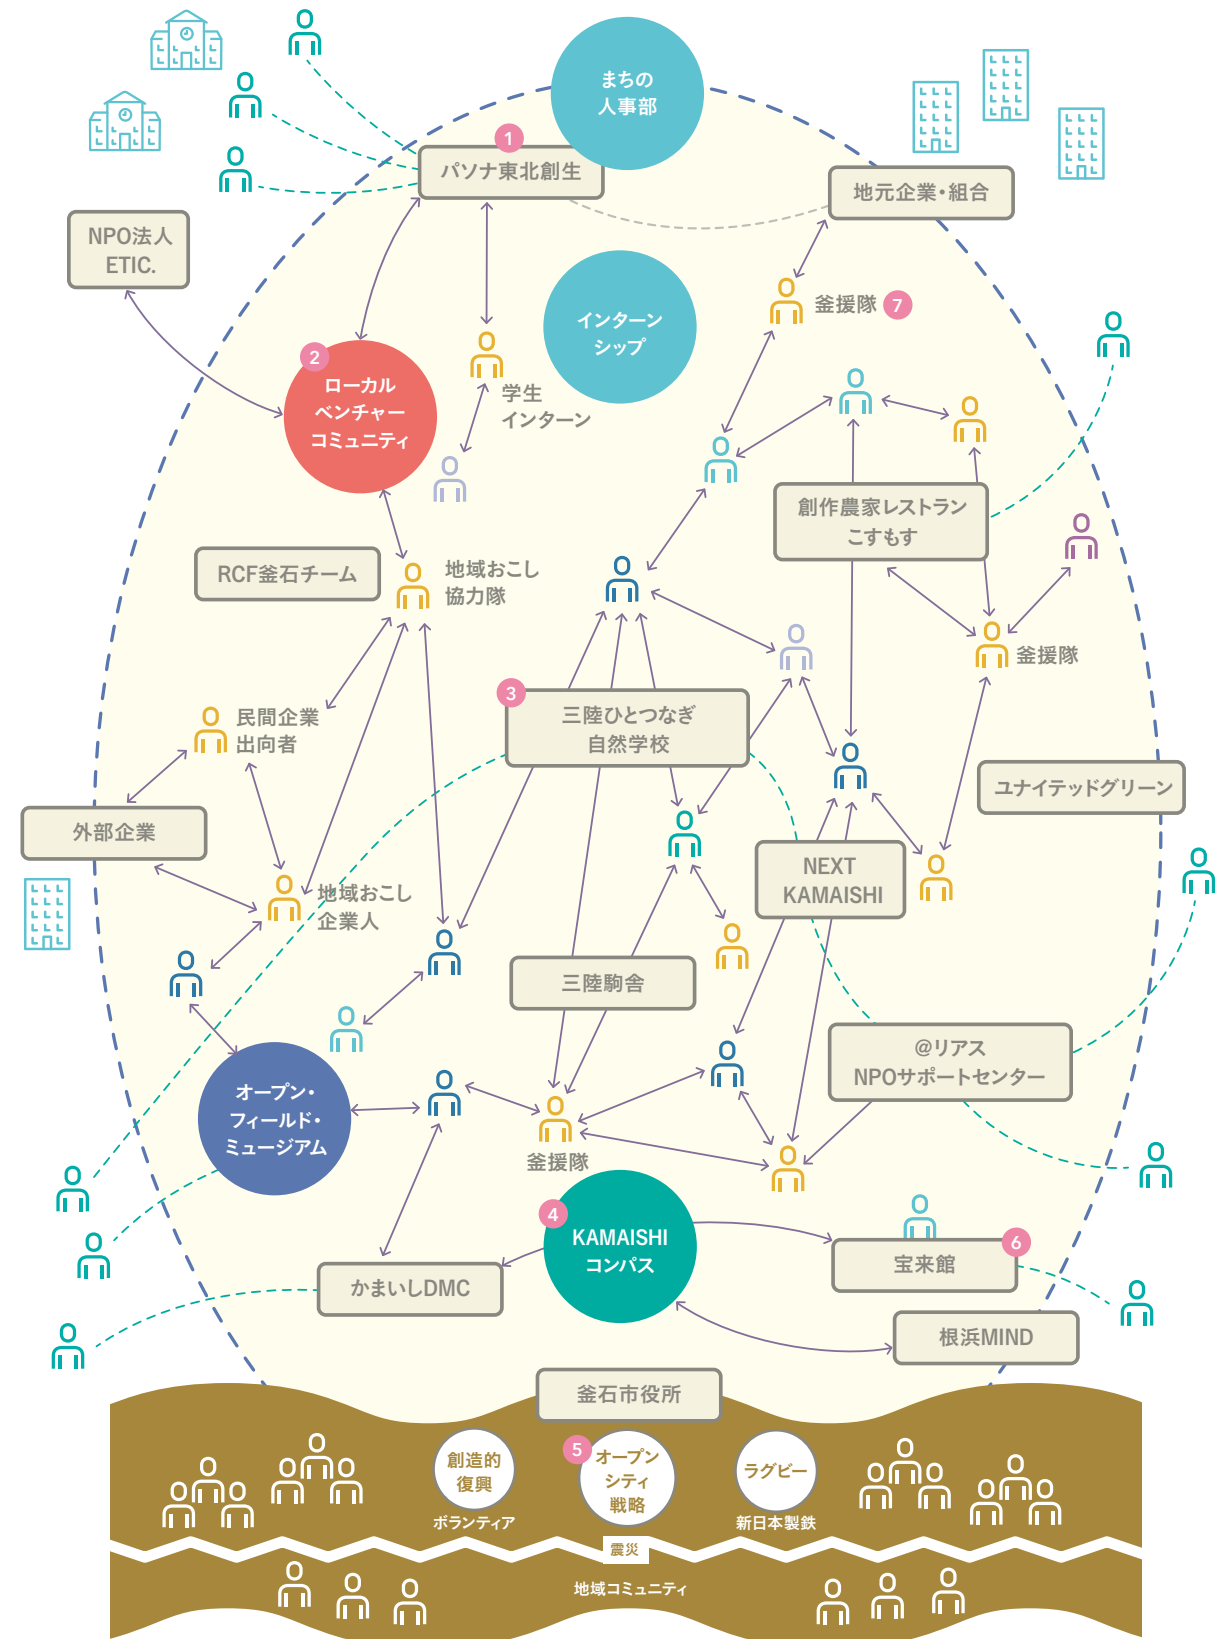 まちの
人事部
1
パソナ東北創生
地元企業・組合
NPO法人
ETIC.
インターン
シップ
釜援隊
7
2
ローカル
ベンチャー
コミュニティ
学生
インターン
創作農家レストラン
こすもす
RCF釜石チーム
地域おこし
協力隊
釜援隊
3
三陸ひとつなぎ
自然学校
民間企業
出向者
ユナイテッドグリーン
外部企業
NEXT
KAMAISHI
地域おこし
企業人
三陸駒舎
@リアス
NPOサポートセンター
オープン・
フィールド・
ミュージアム
釜援隊
4
KAMAISHI
コンパス
6
宝来館
かまいしDMC
根浜MIND
釜石市役所
創造的
復興
ボランティア
5
オープン
シティ
戦略
ラグビー
新日本製鉄
震災
地域コミュニティ